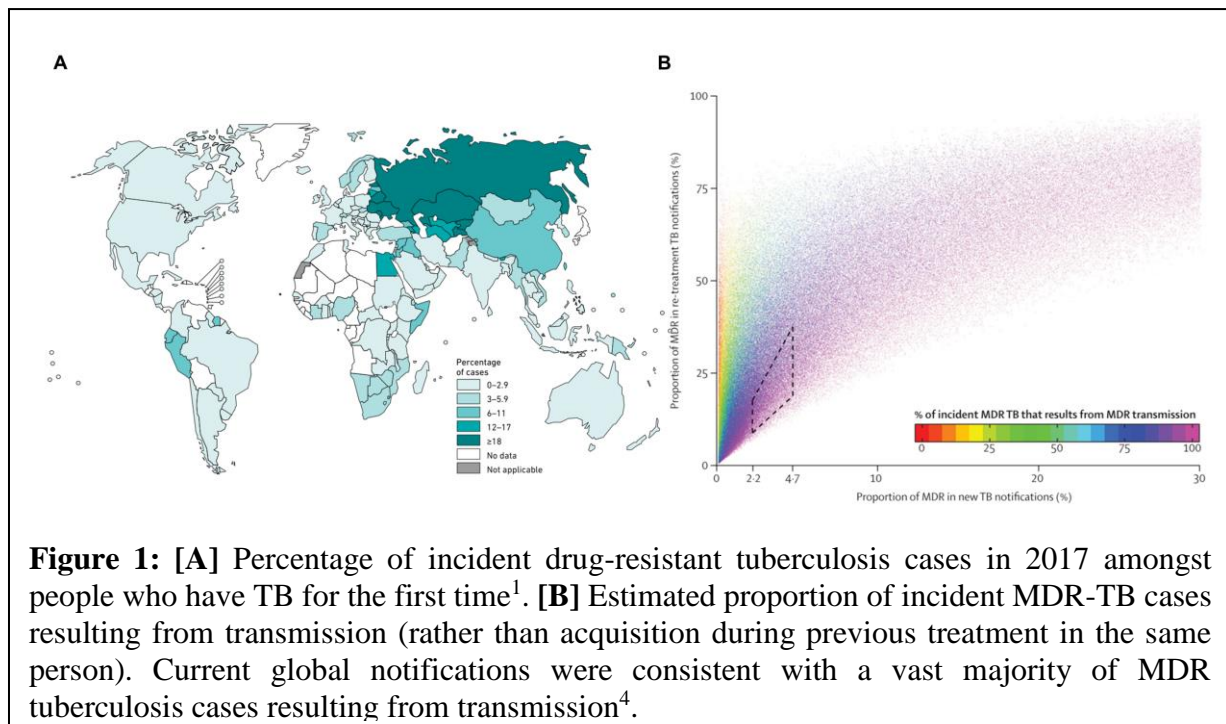 A
B
Percentage
of cases
0–2.9
3–5.9
6–11
12–17
≥18
No data
Not applicable
Proportion of MDR in re-treatment TB notifications (%)
100
75
50
25
0
% of incident MDR TB that results from MDR transmission
0 25 50 75 100
0 2·2 4·7 10 20 30
Proportion of MDR in new TB notifications (%)
Figure 1: [A] Percentage of incident drug-resistant tuberculosis cases in 2017 amongst
people who have TB for the first time1. [B] Estimated proportion of incident MDR-TB cases
resulting from transmission (rather than acquisition during previous treatment in the same
person). Current global notifications were consistent with a vast majority of MDR
tuberculosis cases resulting from transmission4.